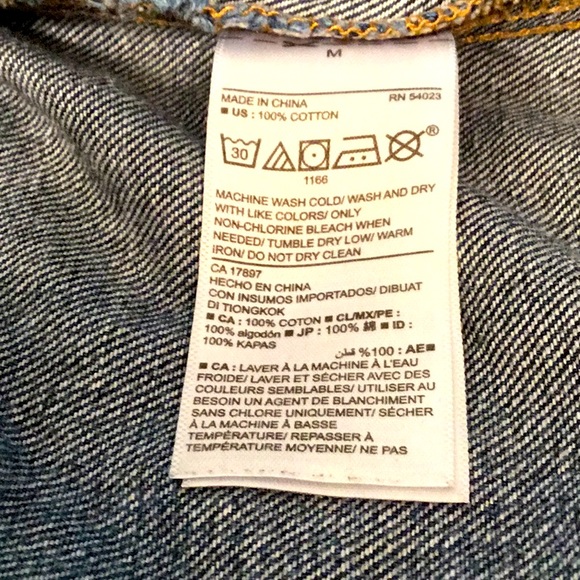 M
MADE IN CHINA RN 54023
■ US : 100% COTTON
30 ®
1166
MACHINE WASH COLD/ WASH AND DRY
WITH LIKE COLORS/ ONLY
NON-CHLORINE BLEACH WHEN
NEEDED/ TUMBLE DRY LOW/ WARM
IRON/ DO NOT DRY CLEAN
CA 17897
HECHO EN CHINA
CON INSUMOS IMPORTADOS/ DIBUAT
DI TIONGKOK
■ CA : 100% COTON ■ CL/MX/PE :
100% algodón ■ JP : 100% 綿 ■ ID :
100% KAPAS
■AE: 100% قطن
■ CA : LAVER À LA MACHINE À L'EAU
FROIDE/ LAVER ET SÉCHER AVEC DES
COULEURS SEMBLABLES/ UTILISER AU
BESOIN UN AGENT DE BLANCHIMENT
SANS CHLORE UNIQUEMENT/ SÉCHER
À LA MACHINE À BASSE
TEMPÉRATURE/ REPASSER À
TEMPÉRATURE MOYENNE/ NE PAS